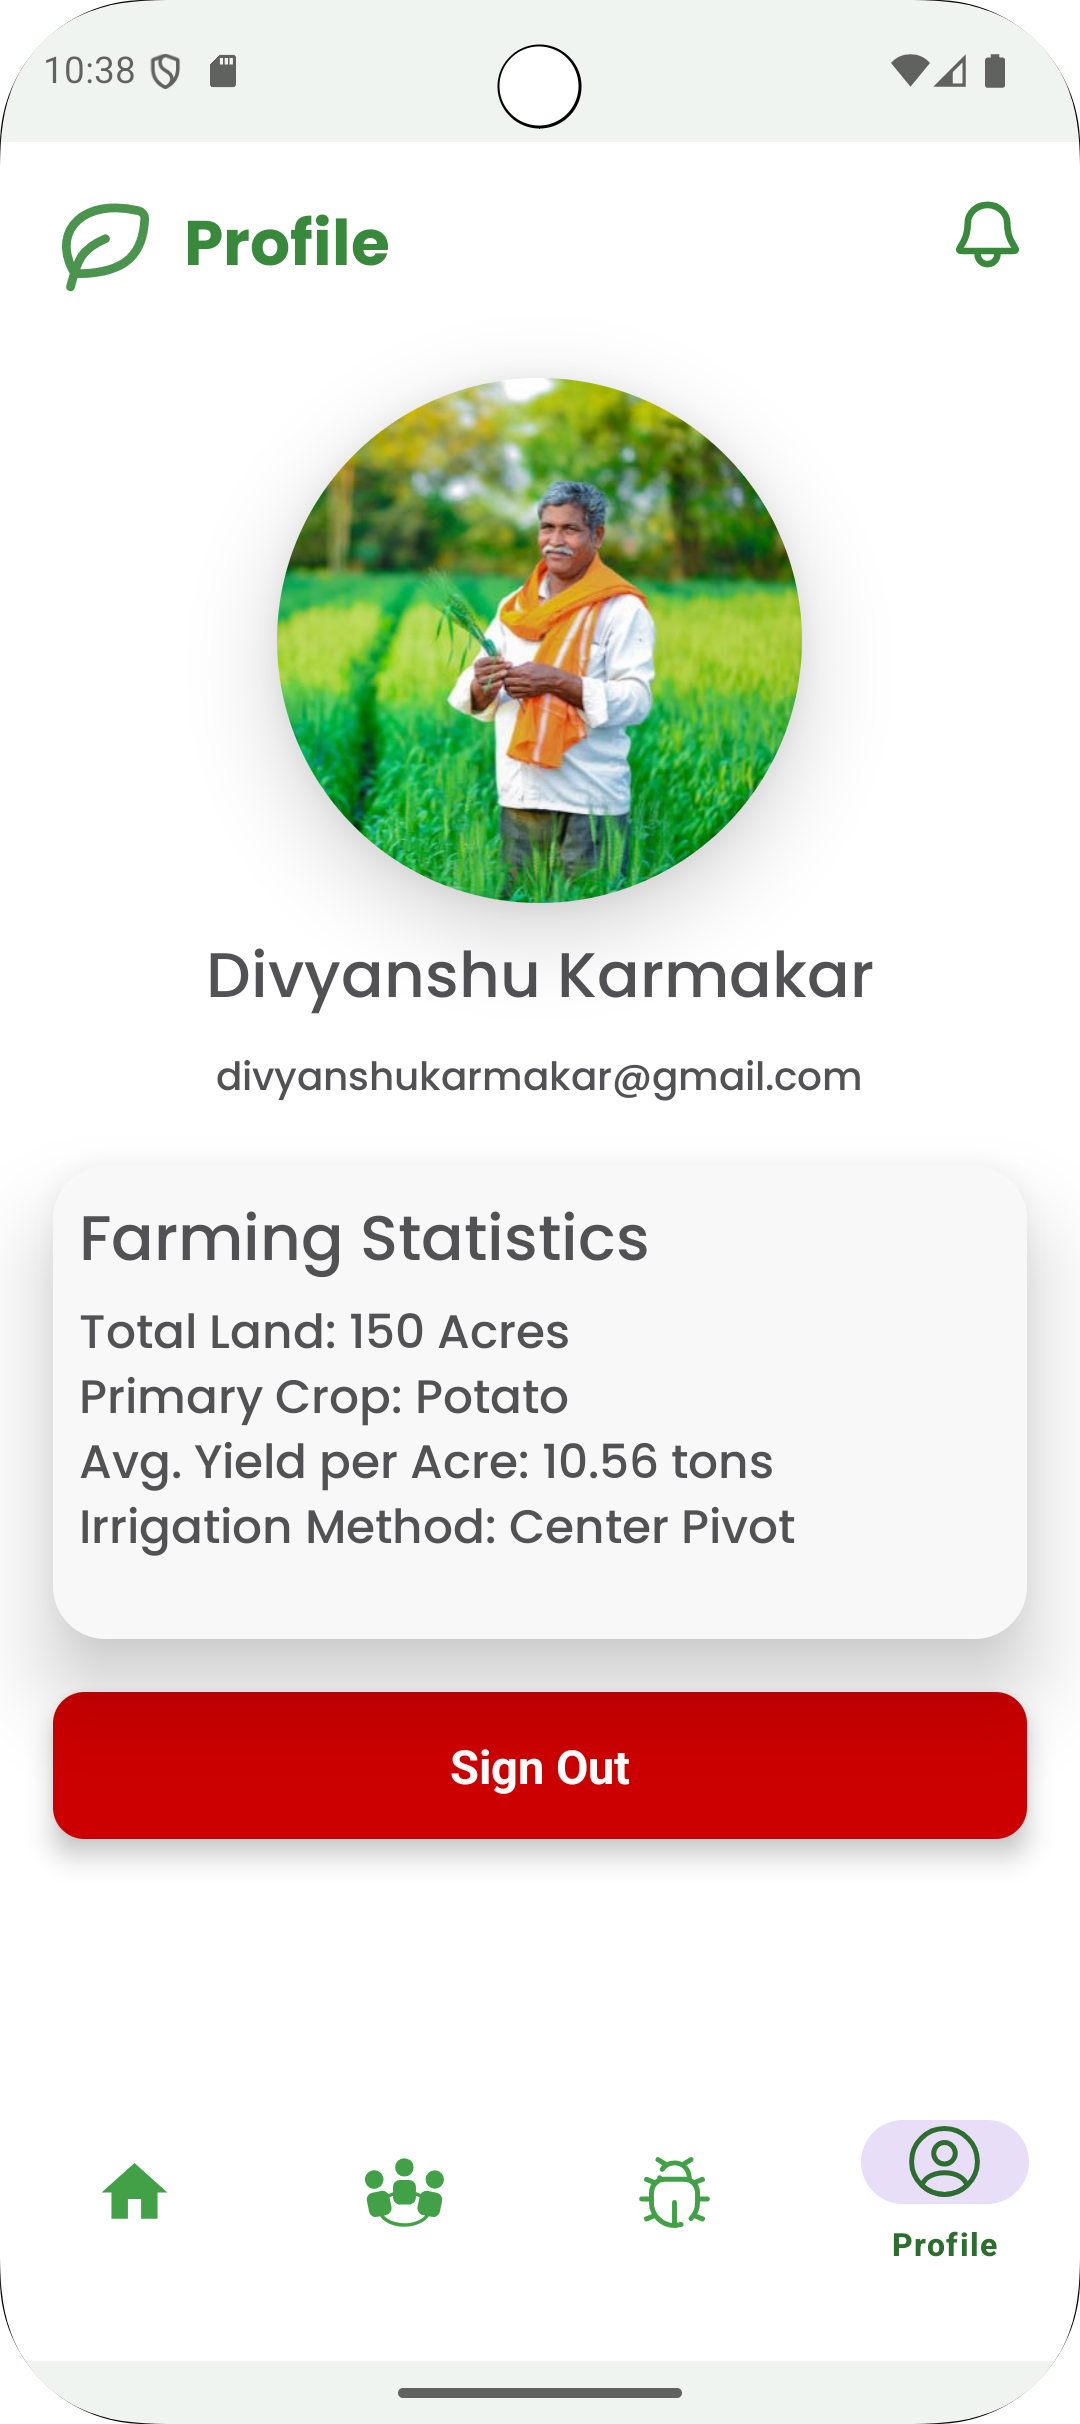 10:38
Profile
Divyanshu Karmakar
divyanshukarmakar@gmail.com
Farming Statistics
Total Land: 150 Acres
Primary Crop: Potato
Avg. Yield per Acre: 10.56 tons
Irrigation Method: Center Pivot
Sign Out
Profile